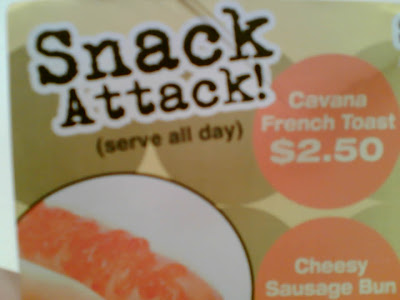 Snack
Attack!
(serve all day)
Cavana
French Toast
$2.50
Cheesy
Sausage Bun